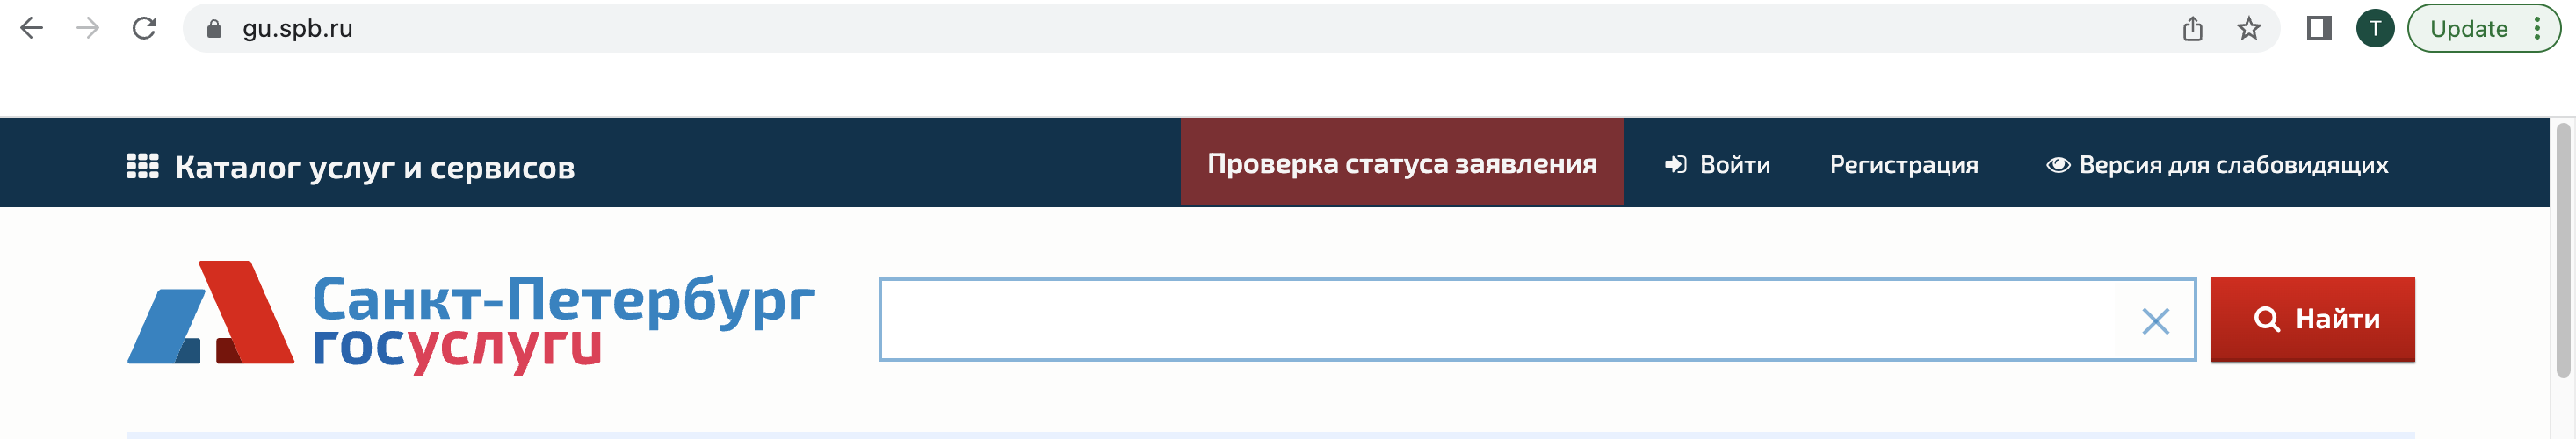 gu.spb.ru
T
Update
Каталог услуг и сервисов
Проверка статуса заявления
Войти
Регистрация
Версия для слабовидящих
Санкт-Петербург
госуслуги
Найти